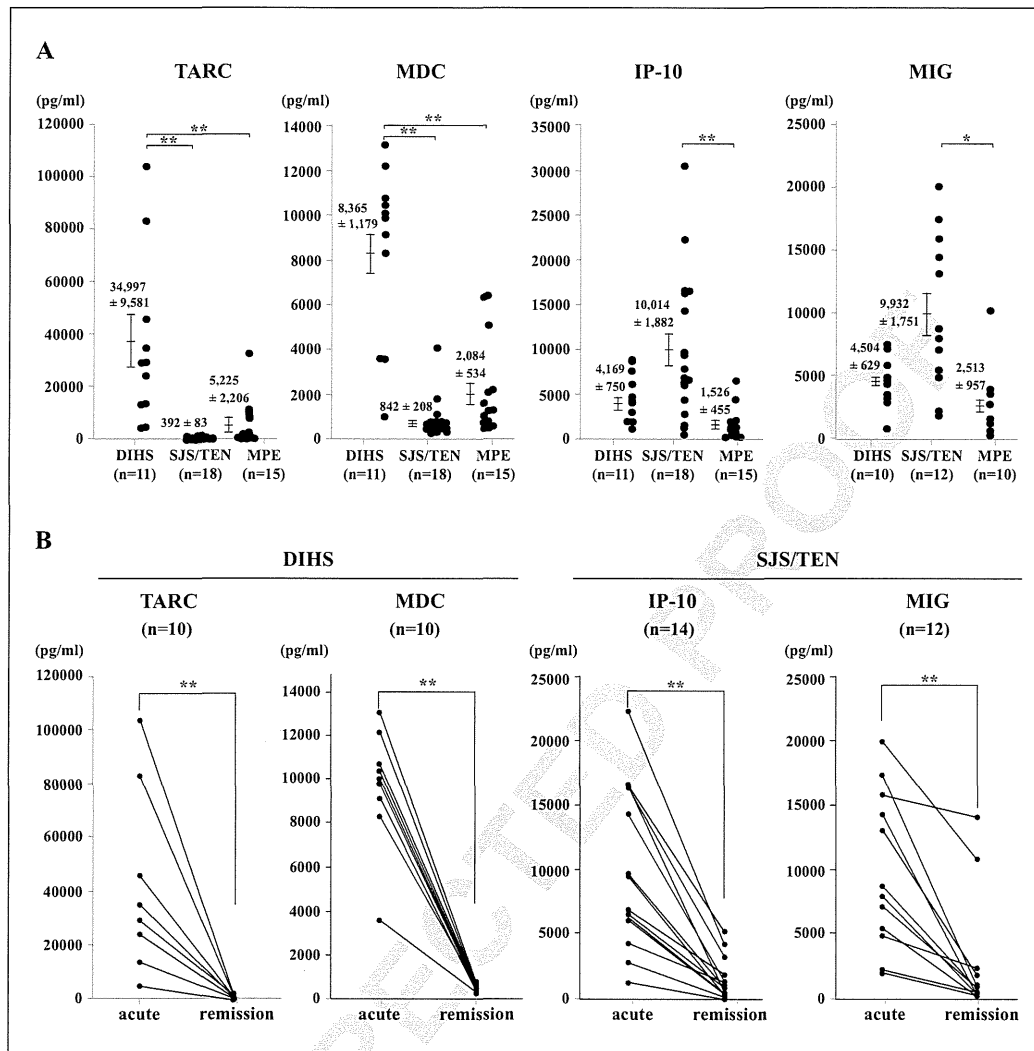 A
TARC
MDC
IP-10
MIG
(pg/ml)
120000
100000
80000
60000
40000
20000
0
34,997
± 9,581
392 ± 83
5,225
± 2,206
**
**
DIHS
(n=11)
SJS/TEN
(n=18)
MPE
(n=15)
(pg/ml)
14000
12000
10000
8000
6000
4000
2000
0
8,365
± 1,179
842 ± 208
2,084
± 534
**
**
DIHS
(n=11)
SJS/TEN
(n=18)
MPE
(n=15)
(pg/ml)
35000
30000
25000
20000
15000
10000
5000
0
4,169
± 750
10,014
± 1,882
1,526
± 455
**
DIHS
(n=11)
SJS/TEN
(n=18)
MPE
(n=15)
(pg/ml)
25000
20000
15000
10000
5000
0
4,504
± 629
9,932
± 1,751
2,513
± 957
*
DIHS
(n=10)
SJS/TEN
(n=12)
MPE
(n=10)
B
DIHS
SJS/TEN
TARC
(n=10)
(pg/ml)
120000
100000
80000
60000
40000
20000
0
**
acute
remission
MDC
(n=10)
(pg/ml)
14000
12000
10000
8000
6000
4000
2000
0
**
acute
remission
IP-10
(n=14)
(pg/ml)
25000
20000
15000
10000
5000
0
**
acute
remission
MIG
(n=12)
(pg/ml)
25000
20000
15000
10000
5000
0
**
acute
remission
PECTED PROOF